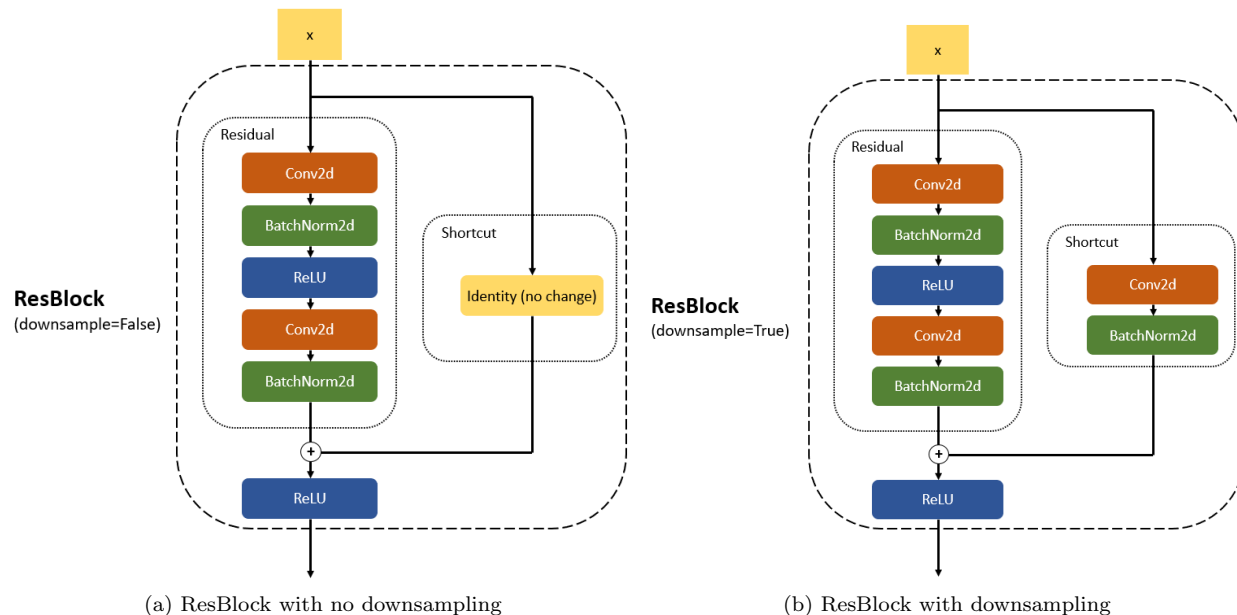 x
Residual
Conv2d
BatchNorm2d
ReLU
Conv2d
BatchNorm2d
Shortcut
Identity (no change)
ResBlock
(downsample=False)
+
ReLU
(a) ResBlock with no downsampling
x
Residual
Conv2d
BatchNorm2d
ReLU
Conv2d
BatchNorm2d
Shortcut
Conv2d
BatchNorm2d
ResBlock
(downsample=True)
+
ReLU
(b) ResBlock with downsampling